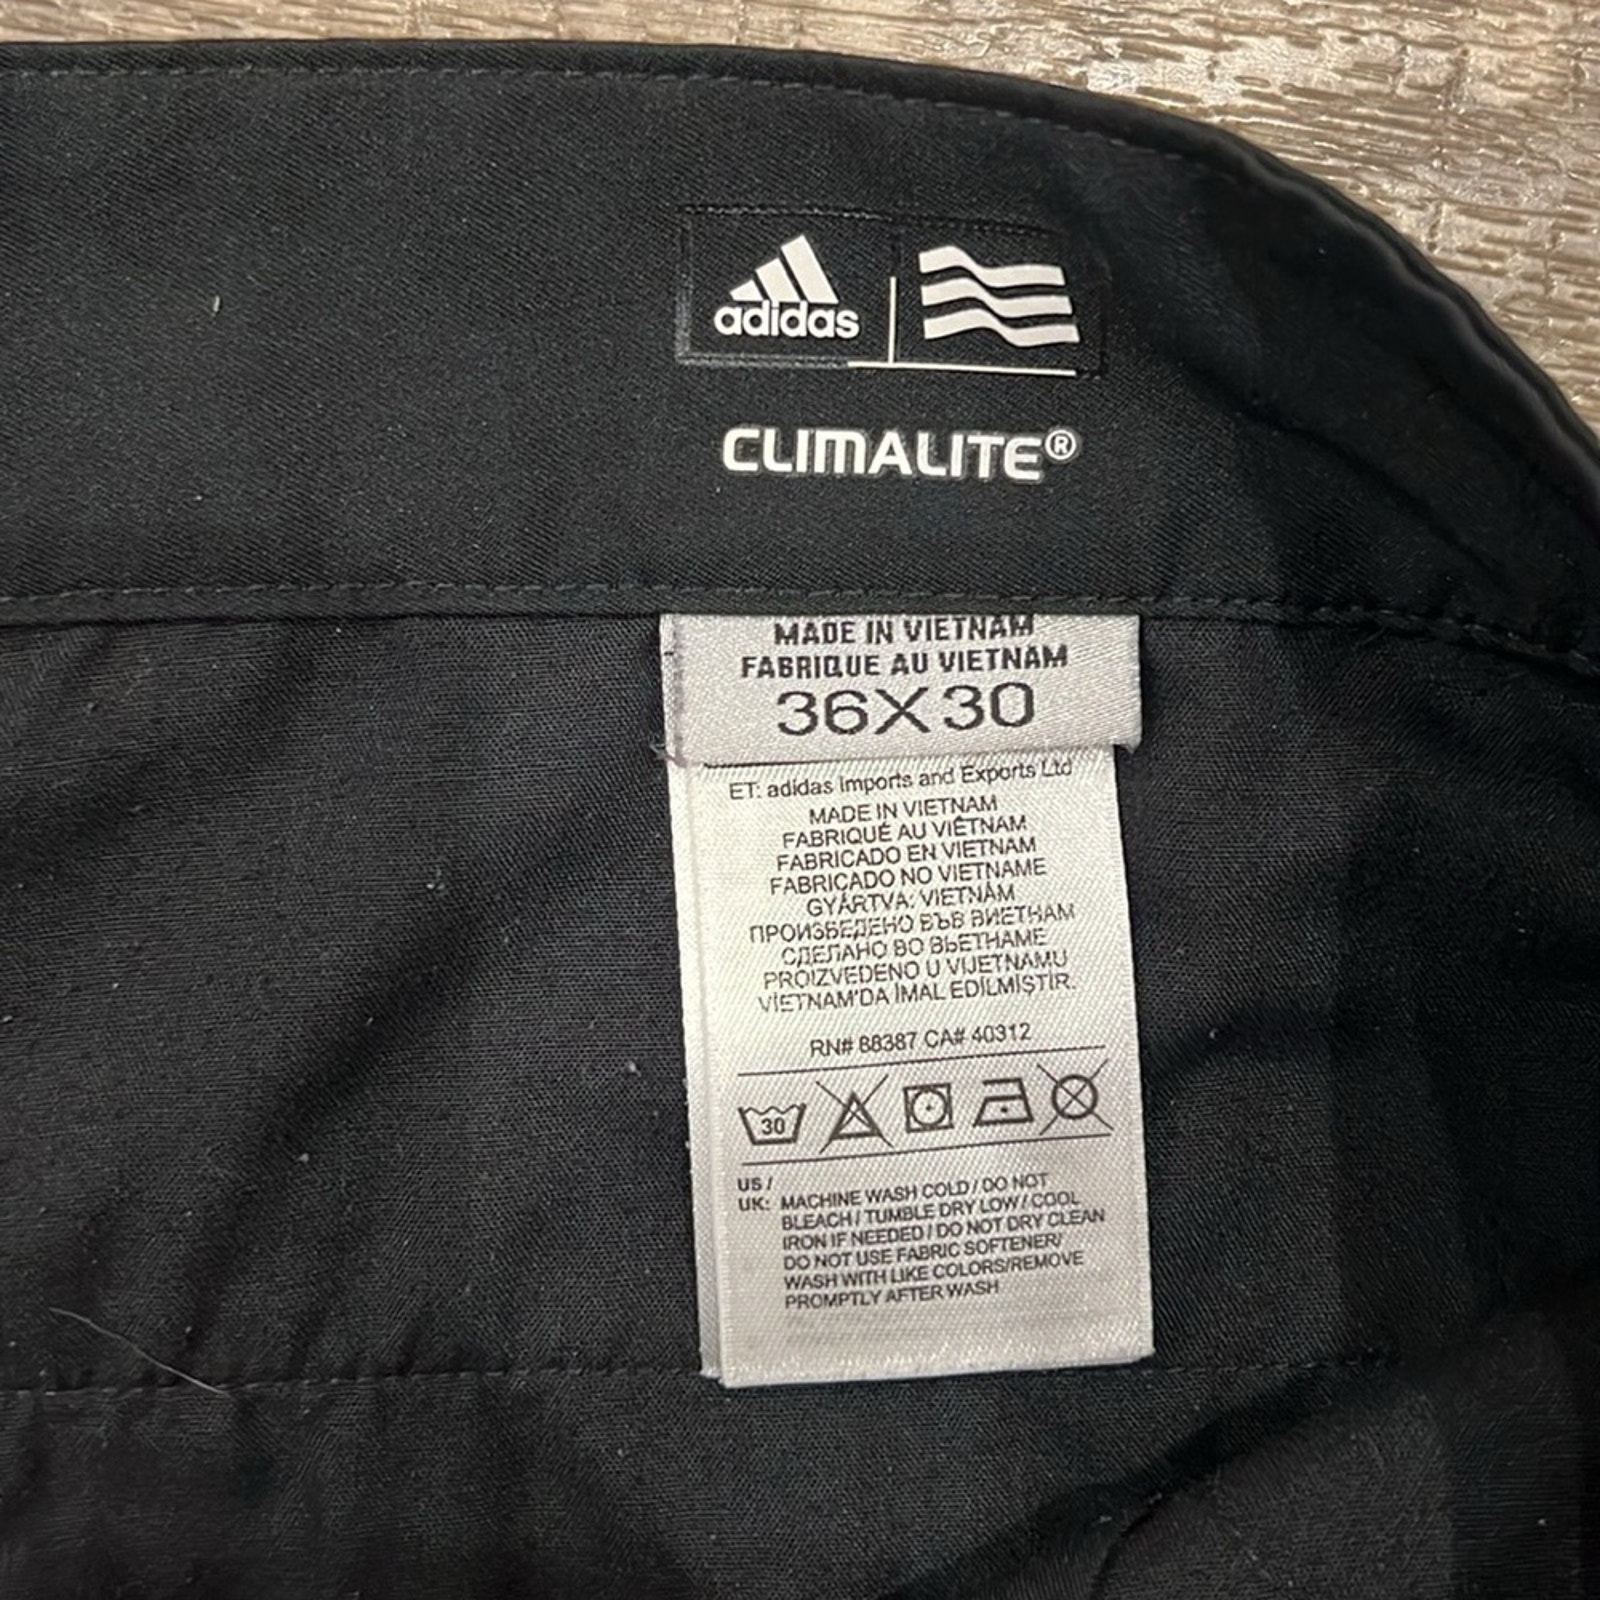 adidas
CLIMALITE®
MADE IN VIETNAM
FABRIQUE AU VIETNAM
36X30
ET: adidas Imports and Exports Ltd
MADE IN VIETNAM
FABRIQUÉ AU VIÊTNAM
FABRICADO EN VIETNAM
FABRICADO NO VIETNAME
GYÁRTVA: VIETNÁM
ПРОИЗВЕДЕНО ВЪВ ВИЕТНАМ
СДЕЛАНО ВО ВЬЕТНАМЕ
PROIZVEDENO U VIJETNAMU
VİETNAM'DA İMAL EDİLMİŞTİR.
RN# 88387 CA# 40312
30
US /
UK: MACHINE WASH COLD / DO NOT
BLEACH / TUMBLE DRY LOW / COOL
IRON IF NEEDED / DO NOT DRY CLEAN
DO NOT USE FABRIC SOFTENER/
WASH WITH LIKE COLORS/REMOVE
PROMPTLY AFTER WASH